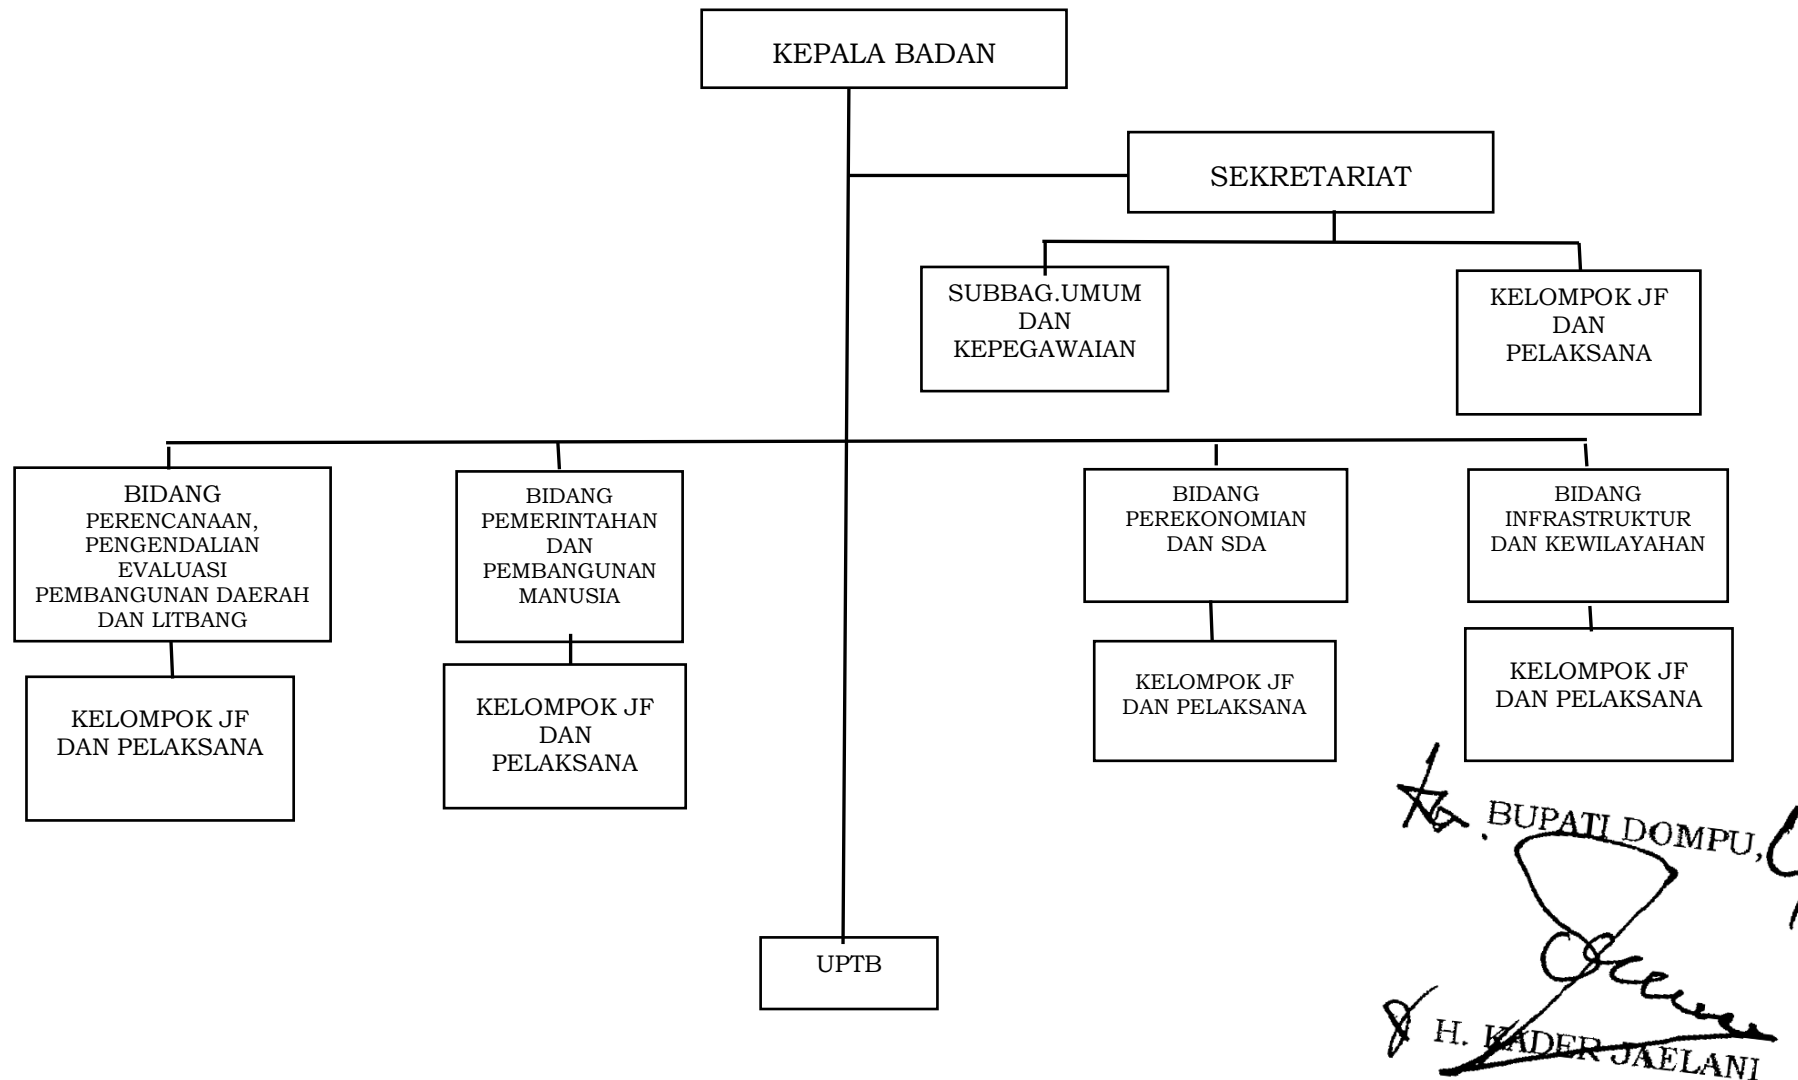 KEPALA BADAN
SEKRETARIAT
SUBBAG.UMUM
DAN
KEPEGAWAIAN
KELOMPOK JF
DAN
PELAKSANA
BIDANG
PERENCANAAN,
PENGENDALIAN
EVALUASI
PEMBANGUNAN DAERAH
DAN LITBANG
BIDANG
PEMERINTAHAN
DAN
PEMBANGUNAN
MANUSIA
BIDANG
PEREKONOMIAN
DAN SDA
BIDANG
INFRASTRUKTUR
DAN KEWILAYAHAN
KELOMPOK JF
DAN PELAKSANA
KELOMPOK JF
DAN
PELAKSANA
KELOMPOK JF
DAN PELAKSANA
KELOMPOK JF
DAN PELAKSANA
UPTB
BUPATI DOMPU,
H. KADER JAELANI